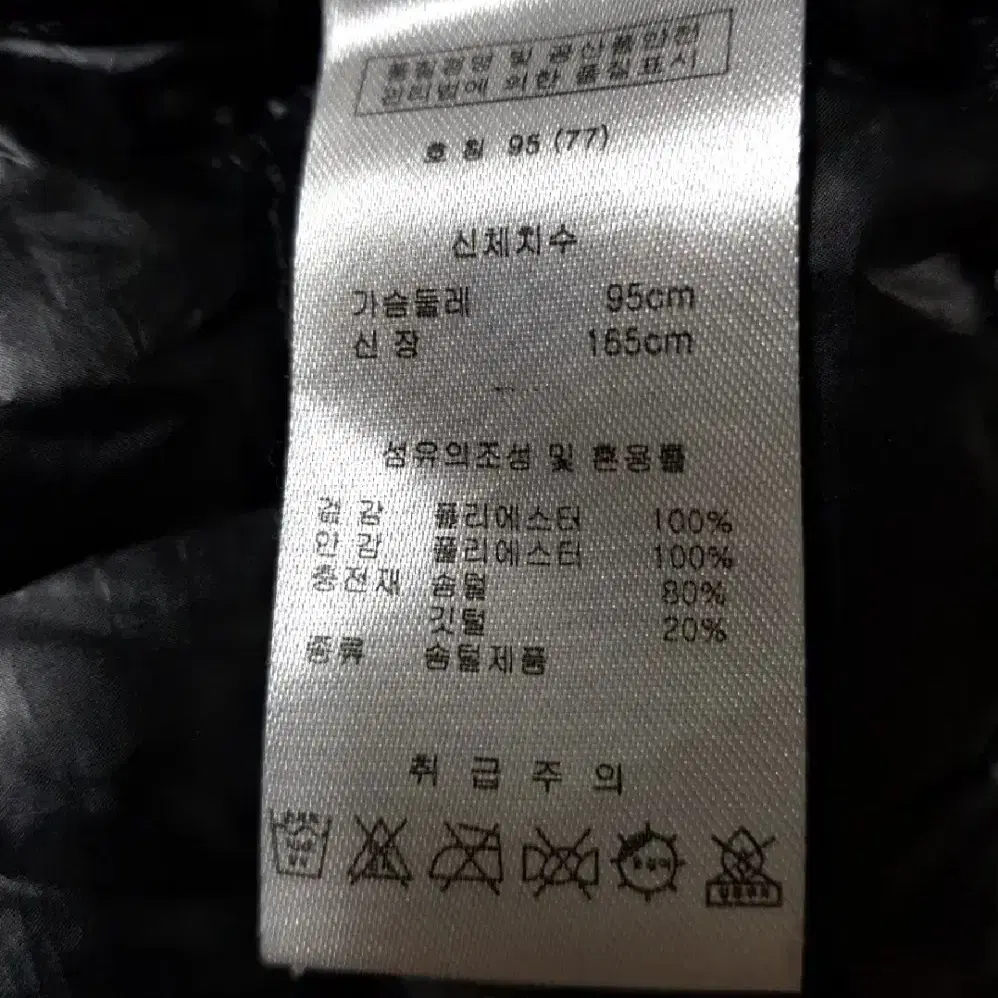 품질경영 및 공산품안전
관리법에 의한 품질표시
호 칭 95 (77)
신체치수
가슴둘레 95cm
신 장 165cm
섬유의조성 및 혼용률
겉 감 폴리에스터 100%
안 감 폴리에스터 100%
충전재 솜털 80%
깃털 20%
종류 솜털제품
취 급 주 의